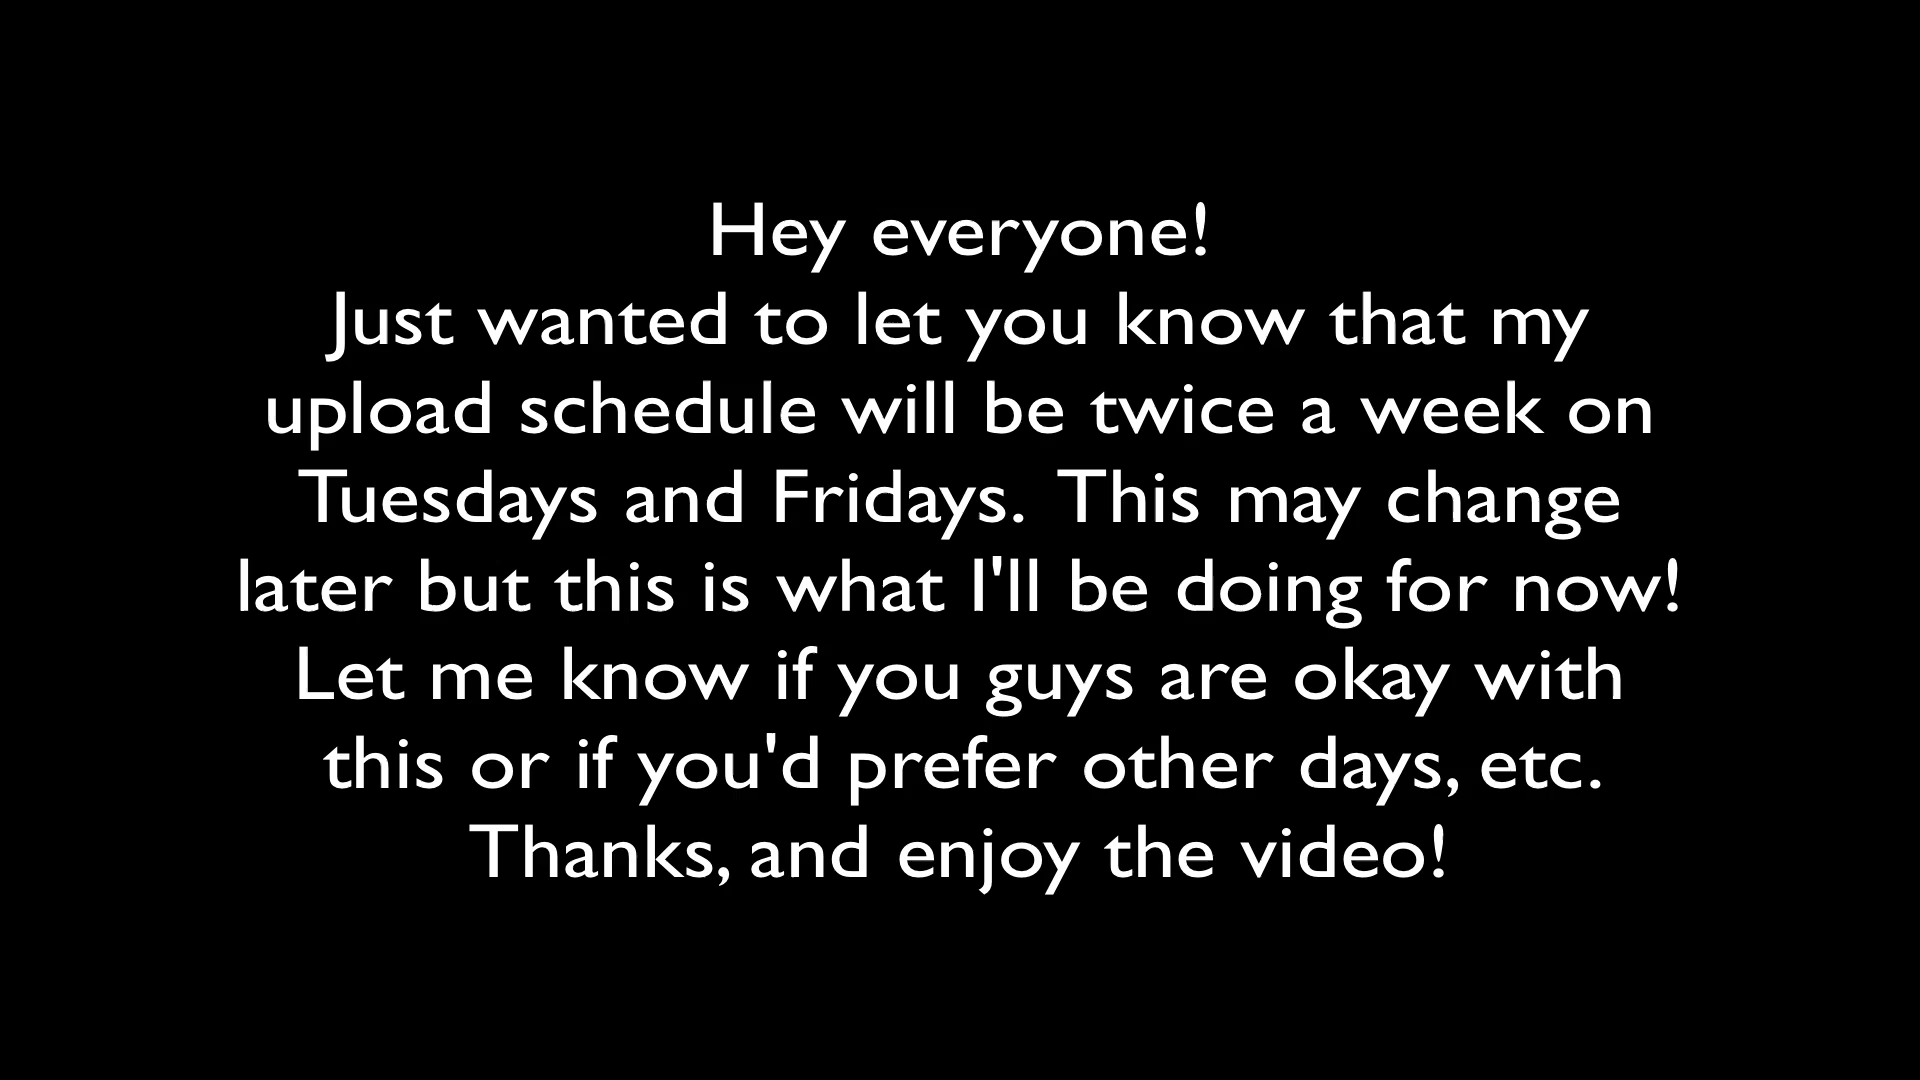 Hey everyone!
Just wanted to let you know that my
upload schedule will be twice a week on
Tuesdays and Fridays.  This may change
later but this is what I'll be doing for now!
Let me know if you guys are okay with
this or if you'd prefer other days, etc.
Thanks, and enjoy the video!